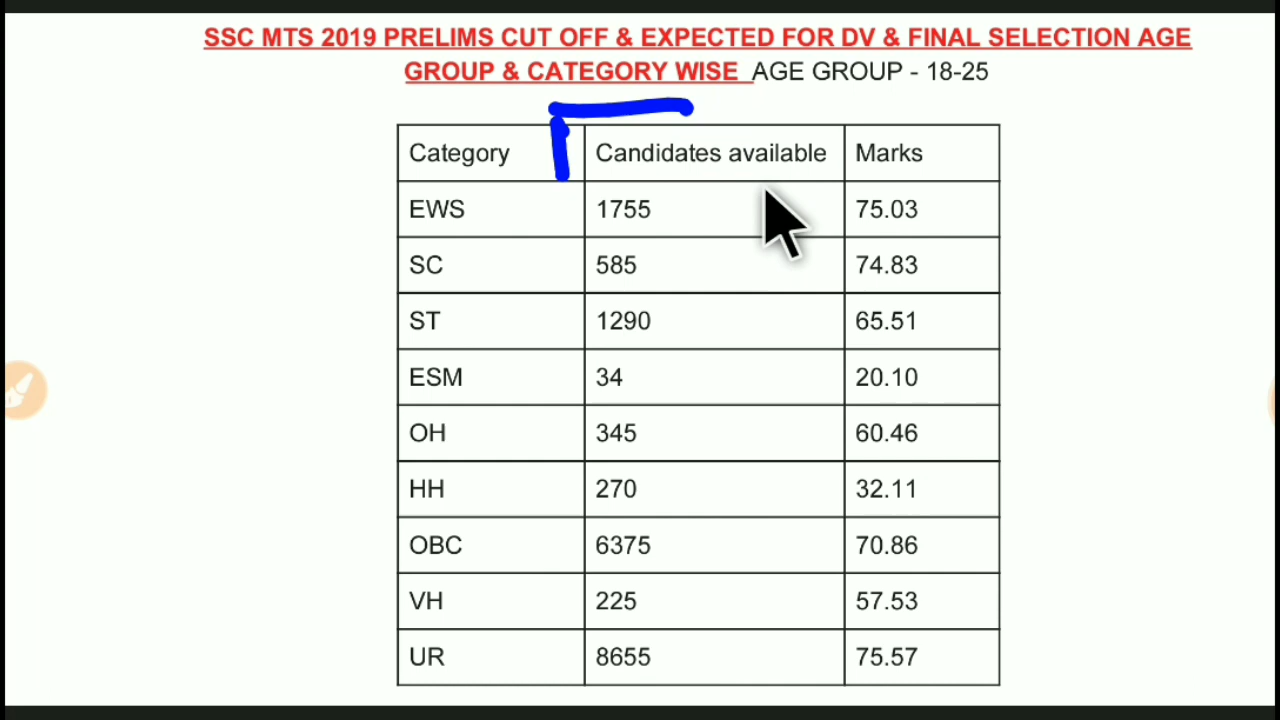 SSC MTS 2019 PRELIMS CUT OFF & EXPECTED FOR DV & FINAL SELECTION AGE
GROUP & CATEGORY WISE AGE GROUP - 18-25
Category Candidates available Marks
EWS 1755 75.03
SC 585 74.83
ST 1290 65.51
ESM 34 20.10
OH 345 60.46
HH 270 32.11
OBC 6375 70.86
VH 225 57.53
UR 8655 75.57